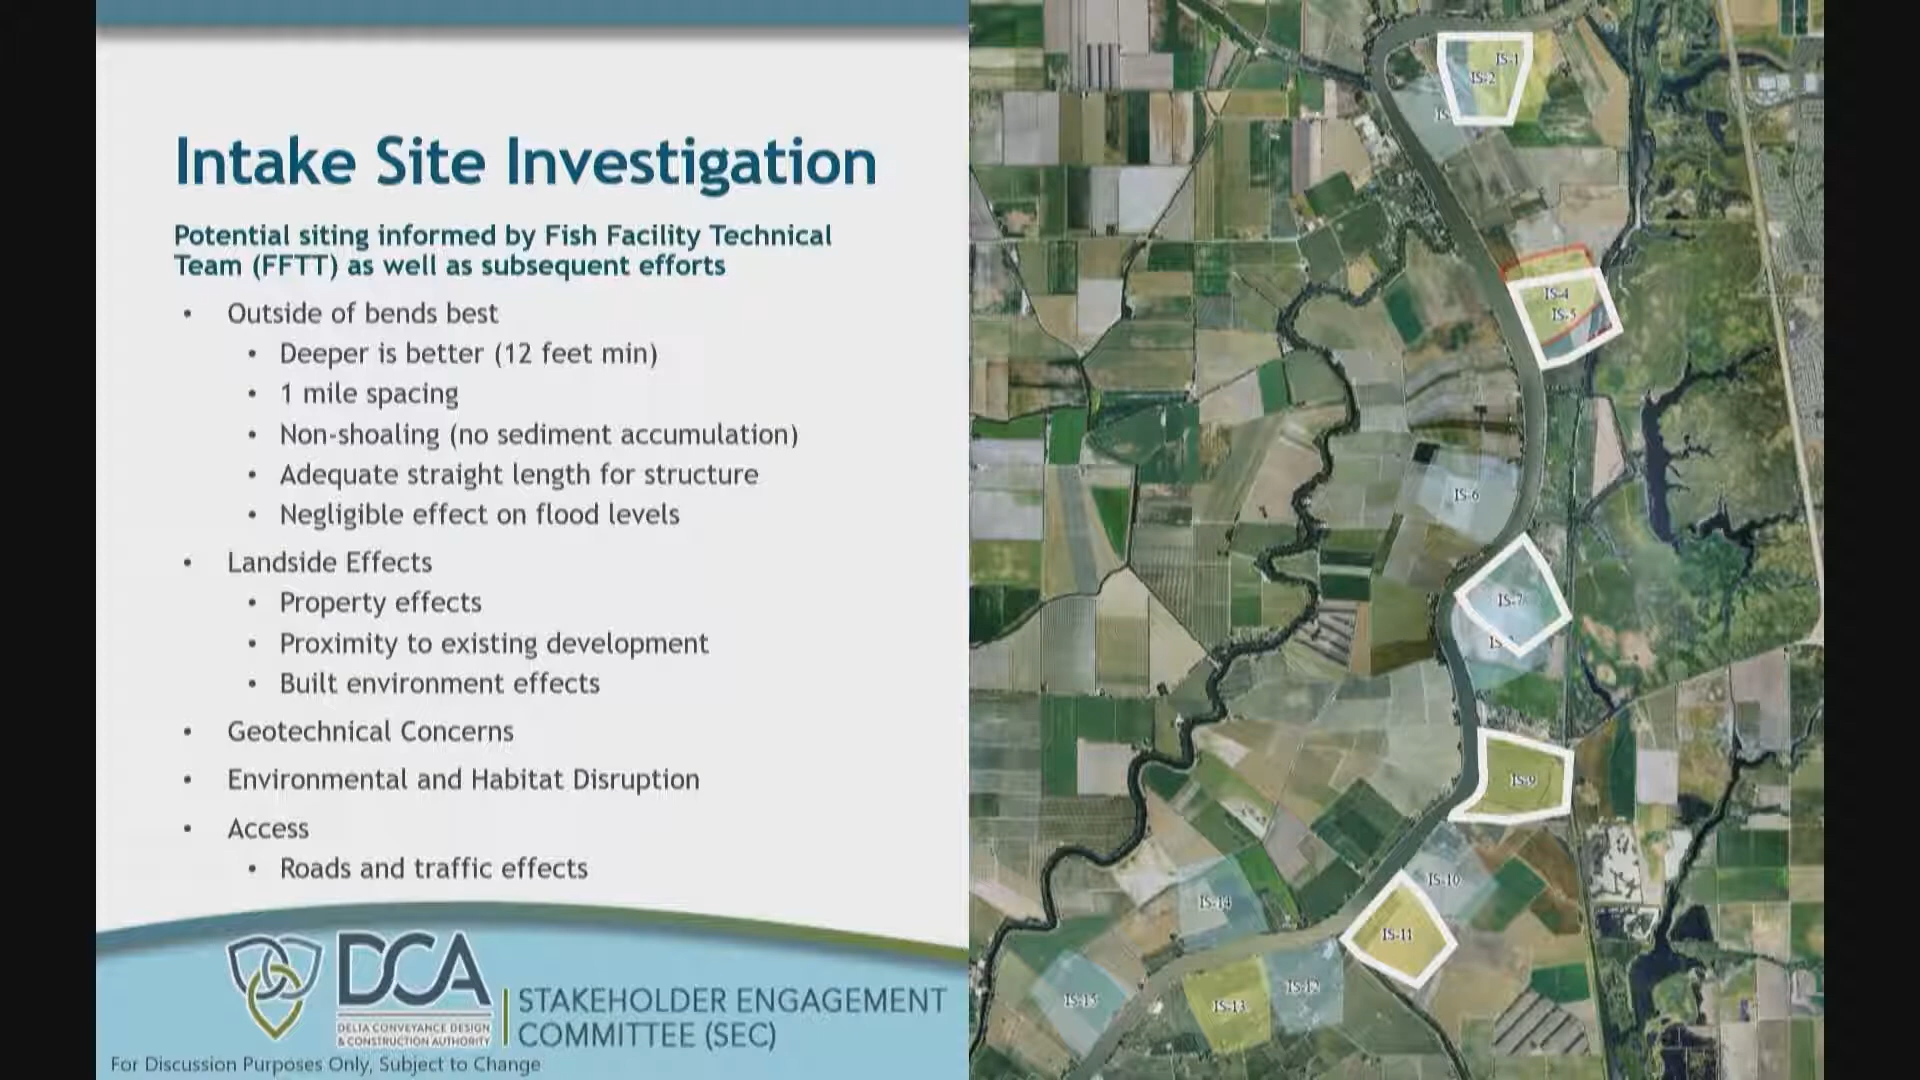 Intake Site Investigation
Potential siting informed by Fish Facility Technical
Team (FFTT) as well as subsequent efforts
• Outside of bends best
• Deeper is better (12 feet min)
• 1 mile spacing
• Non-shoaling (no sediment accumulation)
• Adequate straight length for structure
• Negligible effect on flood levels
• Landside Effects
• Property effects
• Proximity to existing development
• Built environment effects
• Geotechnical Concerns
• Environmental and Habitat Disruption
• Access
• Roads and traffic effects
DCA
DELTA CONVEYANCE DESIGN
& CONSTRUCTION AUTHORITY
STAKEHOLDER ENGAGEMENT
COMMITTEE (SEC)
For Discussion Purposes Only, Subject to Change
IS-1
IS-2
IS-4
IS-5
IS-6
IS-7
IS-9
IS-10
IS-14
IS-11
IS-12
IS-15
IS-13